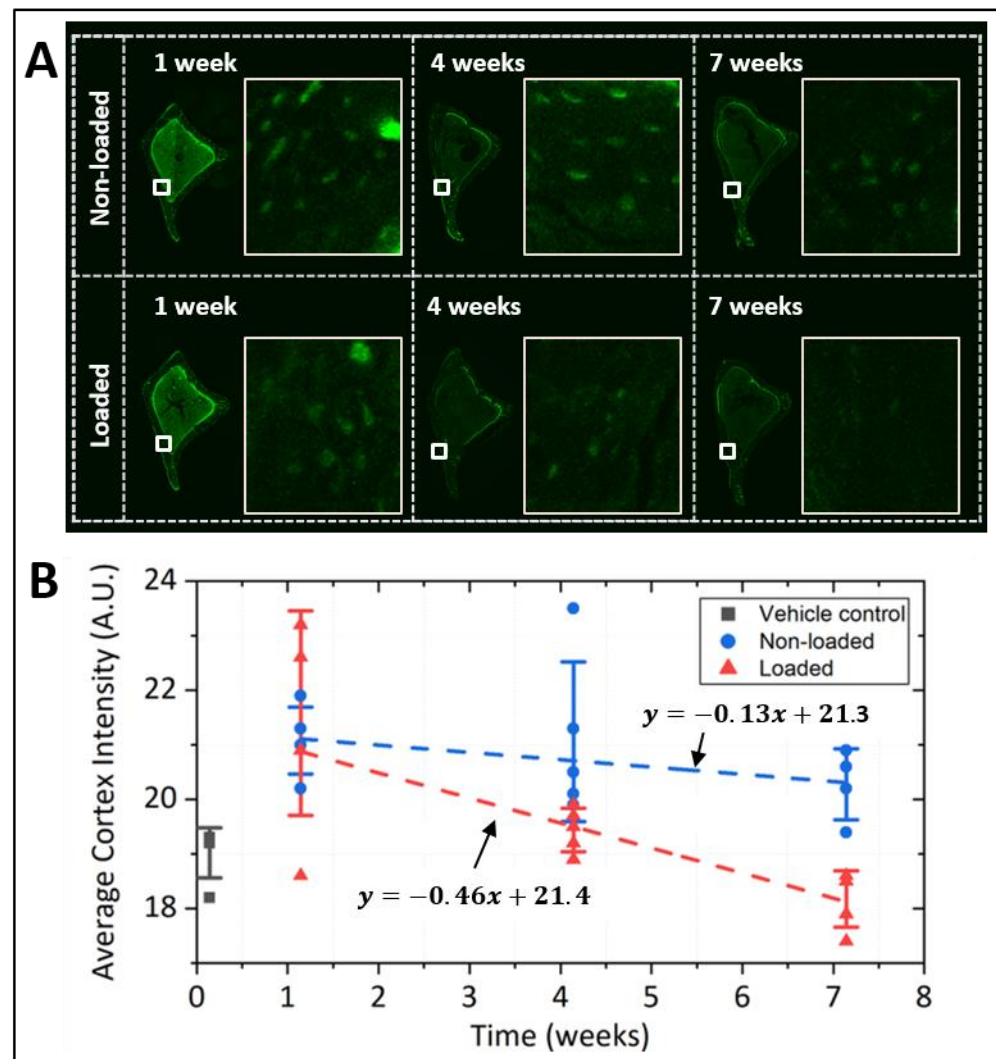 A
1 week
4 weeks
7 weeks
Non-loaded
1 week
4 weeks
7 weeks
Loaded
B
24
22
20
18
Average Cortex Intensity (A.U.)
Vehicle control
Non-loaded
Loaded
y = −0.13x + 21.3
y = −0.46x + 21.4
0 1 2 3 4 5 6 7 8
Time (weeks)